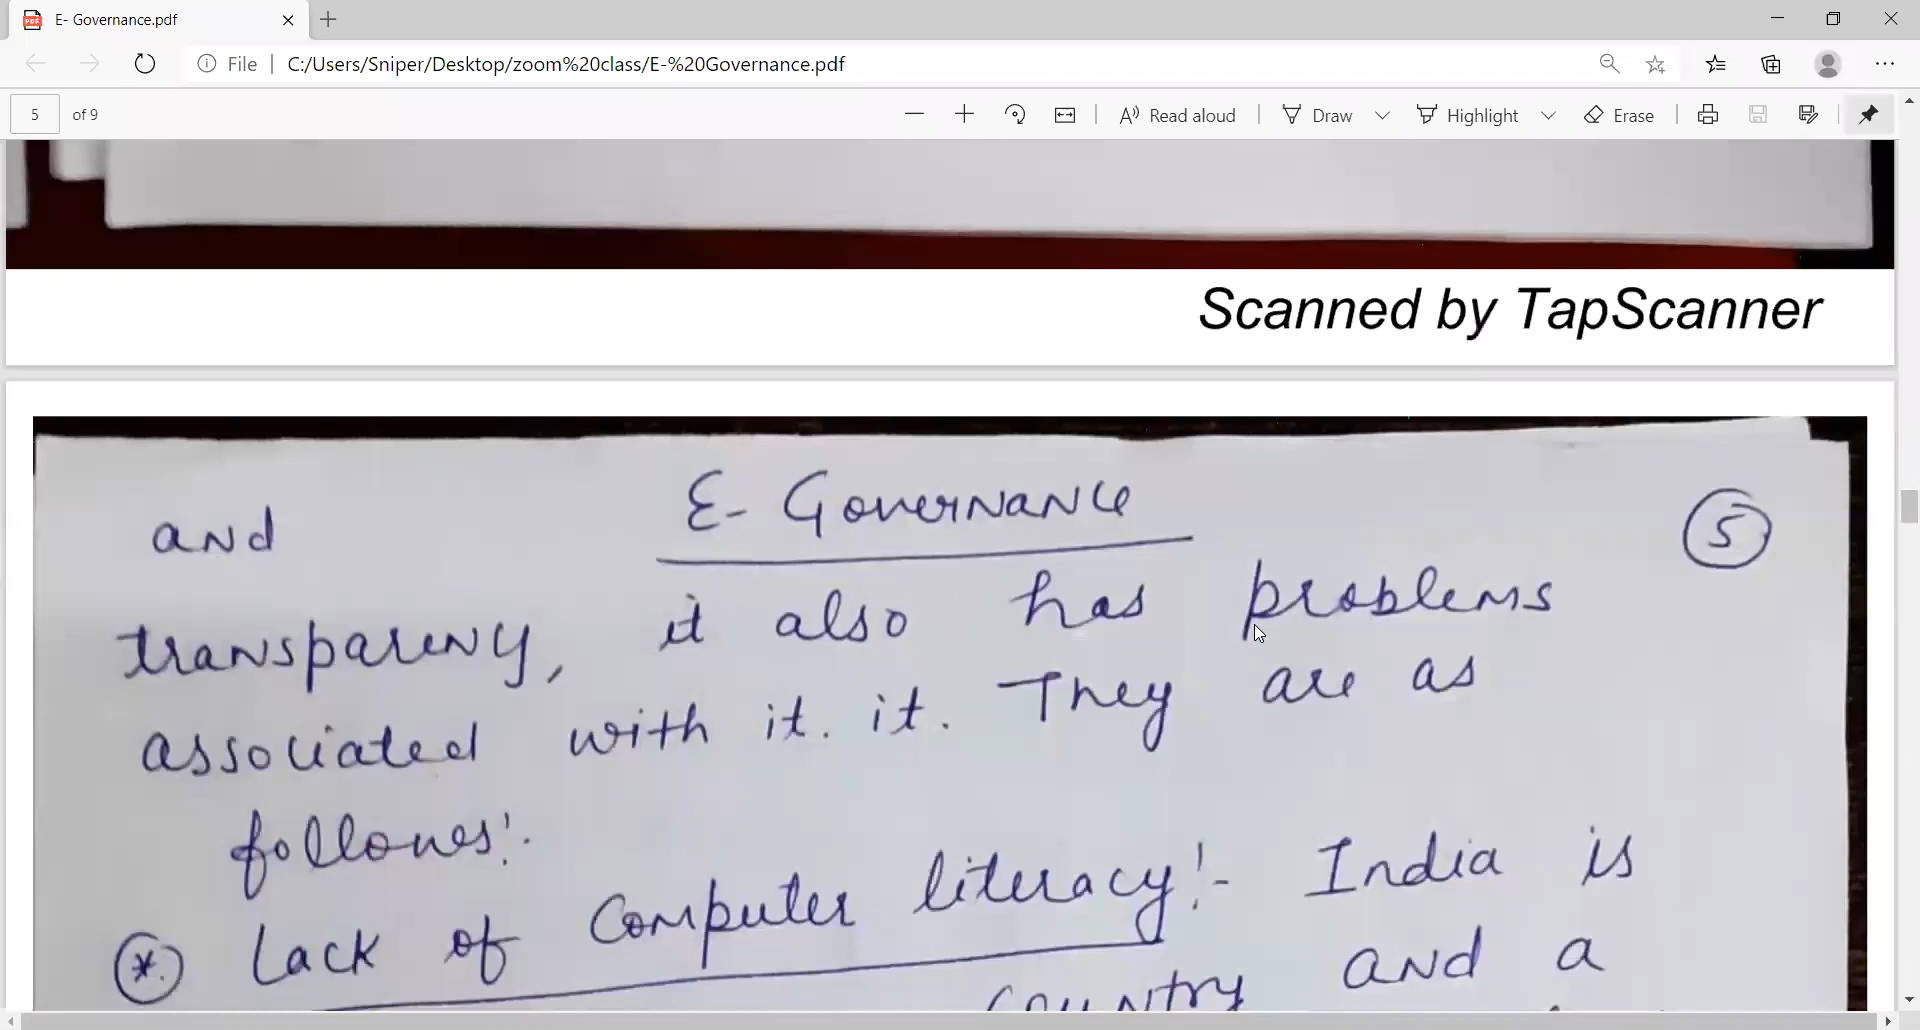 E- Governance.pdf
File
C:/Users/Sniper/Desktop/zoom%20class/E-%20Governance.pdf
5 of 9
Read aloud
Draw
Highlight
Erase
Scanned by TapScanner
E- Governance
5
and
transpareny, it also has problems
associated with it. it. They are as
follows:-
* Lack of Computer literacy:- India is
country and a